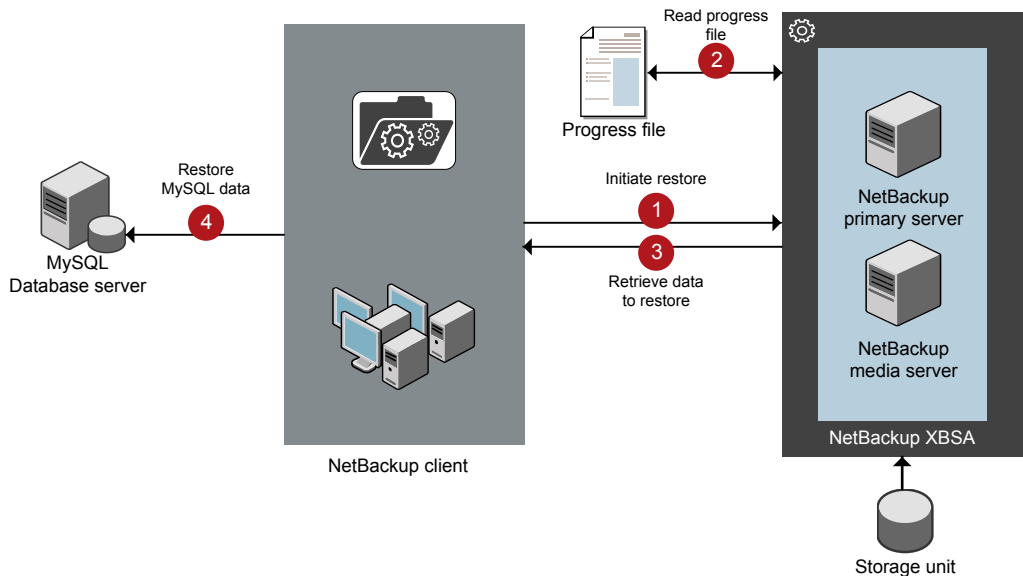 Read progress
file
2
Progress file
Restore
MySQL data
4
MySQL
Database server
Initiate restore
1
3
Retrieve data
to restore
NetBackup client
NetBackup
primary server
NetBackup
media server
NetBackup XBSA
Storage unit